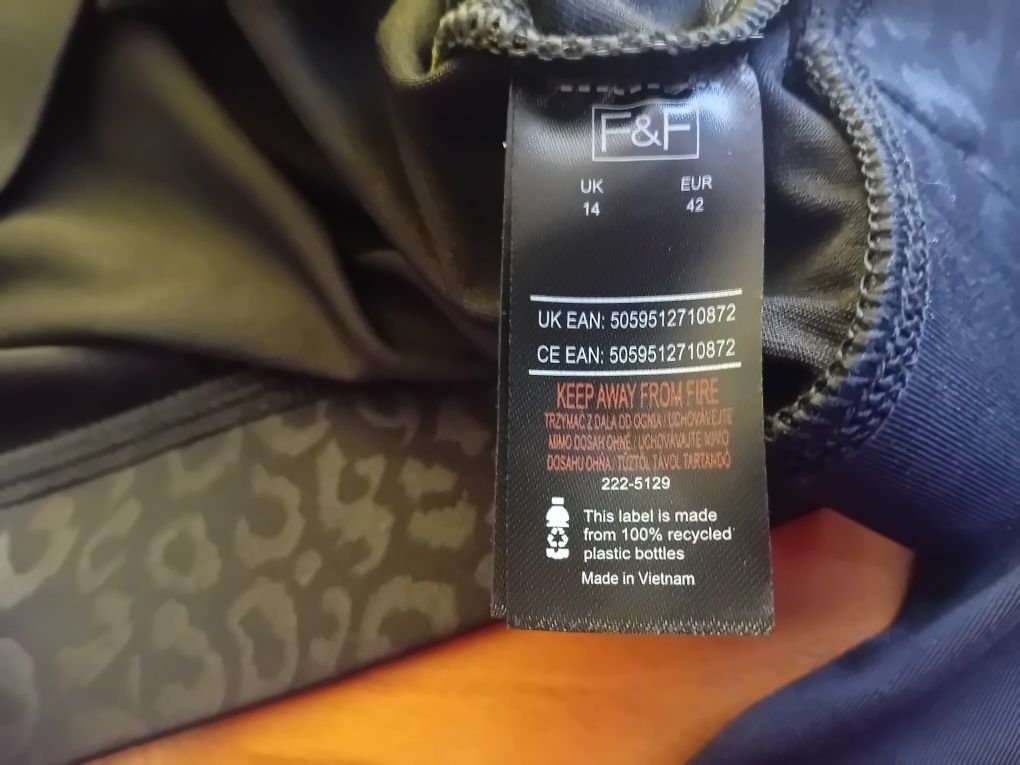 F&F
UK EUR
14 42
UK EAN: 5059512710872
CE EAN: 5059512710872
KEEP AWAY FROM FIRE
TRZYMAĆ Z DALA OD OGNIA / UCHOVÁVEJTE
MIMO DOSAH OHNĚ / UCHOVÁVAJTE MIMO
DOSAHU OHŇA / TŰZTŐL TÁVOL TARTANDÓ
222-5129
This label is made
from 100% recycled
plastic bottles
Made in Vietnam